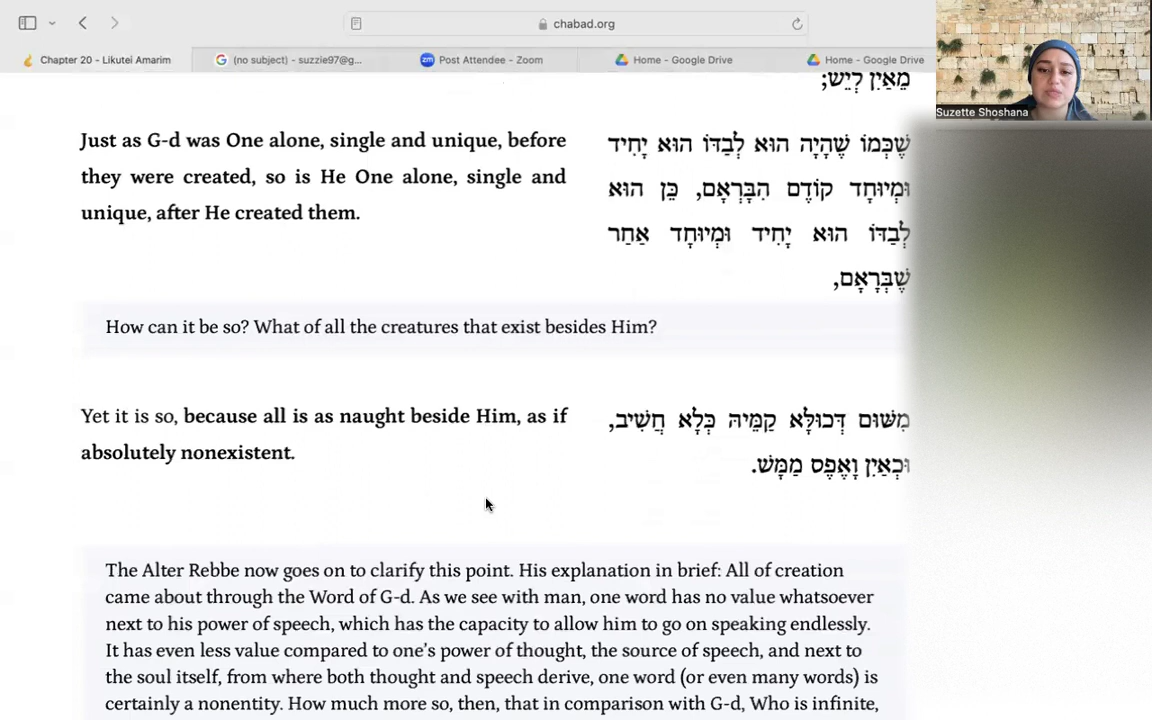 chabad.org
Chapter 20 - Likutei Amarim
(no subject) - suzzie97@g...
Post Attendee - Zoom
Home - Google Drive
Home - Google Drive
Suzette Shoshana
מֵאַיִן לְיֵשׁ;
Just as G-d was One alone, single and unique, before
they were created, so is He One alone, single and
unique, after He created them.
שֶׁכְּמוֹ שֶׁהָיָה הוּא לְבַדּוֹ הוּא יָחִיד
וּמְיוּחָד קוֹדֶם הִבָּרְאָם, כֵּן הוּא
לְבַדּוֹ הוּא יָחִיד וּמְיוּחָד אַחַר
שֶׁבְּרָאָם,
How can it be so? What of all the creatures that exist besides Him?
Yet it is so, because all is as naught beside Him, as if
absolutely nonexistent.
מִשּׁוּם דְּכוּלָּא קַמֵּיהּ כְּלָא חֲשִׁיב,
וּכְאַיִן וָאֶפֶס מַמָּשׁ.
The Alter Rebbe now goes on to clarify this point. His explanation in brief: All of creation
came about through the Word of G-d. As we see with man, one word has no value whatsoever
next to his power of speech, which has the capacity to allow him to go on speaking endlessly.
It has even less value compared to one's power of thought, the source of speech, and next to
the soul itself, from where both thought and speech derive, one word (or even many words) is
certainly a nonentity. How much more so, then, that in comparison with G-d, Who is infinite,